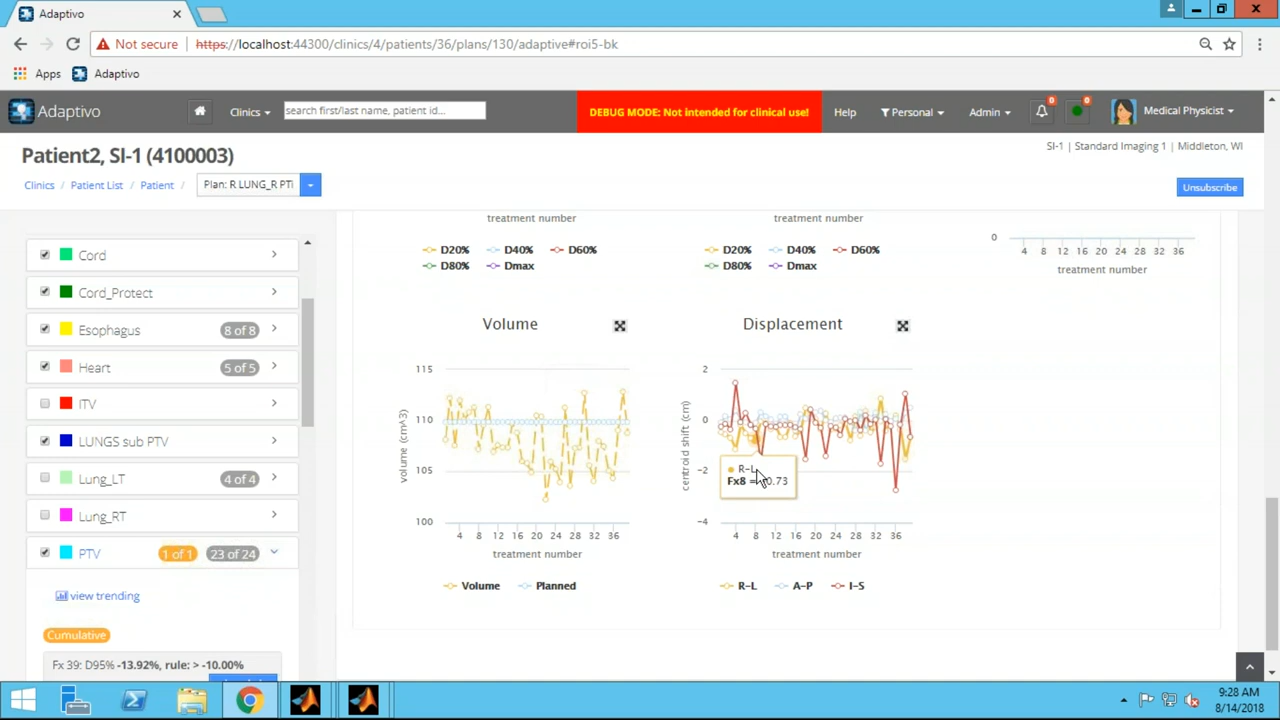 Adaptivo
Not secure https://localhost:44300/clinics/4/patients/36/plans/130/adaptive#roi5-bk
Apps Adaptivo
Adaptivo
Clinics
search first/last name, patient id...
DEBUG MODE: Not intended for clinical use!
Help
Personal
Admin
0
0
Medical Physicist
Patient2, SI-1 (4100003)
SI-1 | Standard Imaging 1 | Middleton, WI
Clinics / Patient List / Patient /
Plan: R LUNG_R PTI
Unsubscribe
Cord
Cord_Protect
Esophagus 8 of 8
Heart 5 of 5
ITV
LUNGS sub PTV
Lung_LT 4 of 4
Lung_RT
PTV 1 of 1 23 of 24
view trending
Cumulative
Fx 39: D95% -13.92%, rule: > -10.00%
treatment number
D20% D40% D60%
D80% Dmax
treatment number
D20% D40% D60%
D80% Dmax
0
4 8 12 16 20 24 28 32 36
treatment number
Volume
115
110
105
100
volume (cm^3)
4 8 12 16 20 24 28 32 36
treatment number
Volume Planned
Displacement
2
0
-2
-4
centroid shift (cm)
R-L
Fx8 = 0.73
4 8 12 16 20 24 28 32 36
treatment number
R-L A-P I-S
9:28 AM
8/14/2018